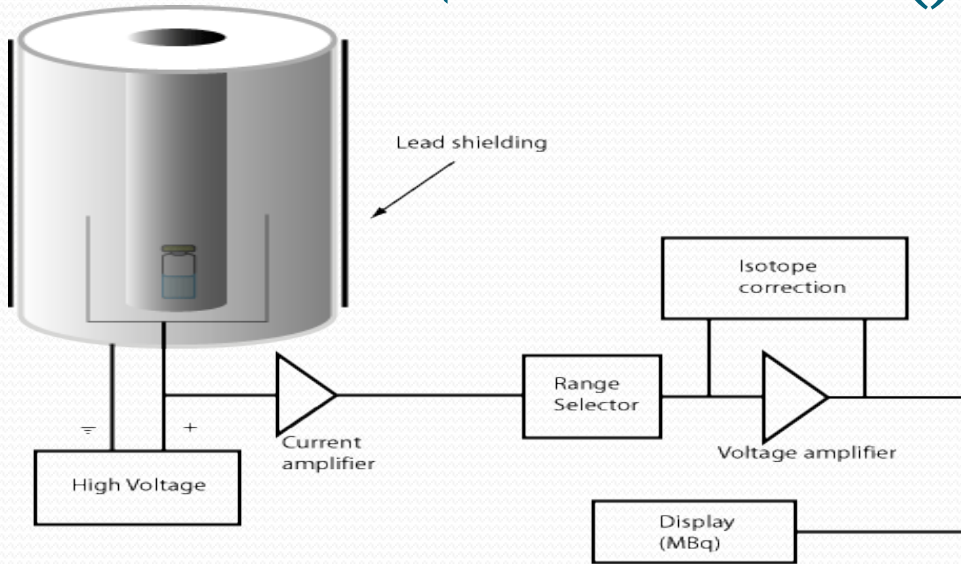 Lead shielding
Isotope
correction
Range
Selector
Current
amplifier
Voltage amplifier
+
High Voltage
Display
(MBq)